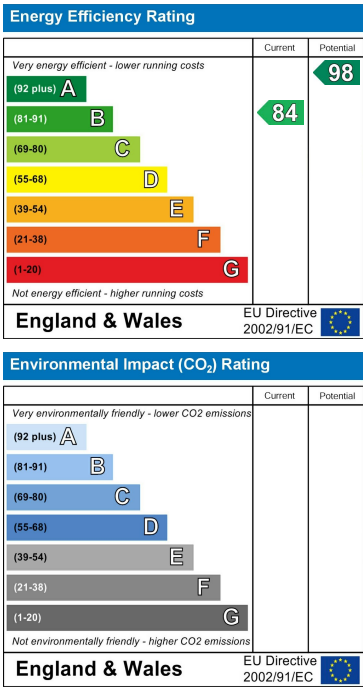 Energy Efficiency Rating
Current Potential
Very energy efficient - lower running costs
(92 plus) A
(81-91) B
(69-80) C
(55-68) D
(39-54) E
(21-38) F
(1-20) G
84
98
Not energy efficient - higher running costs
England & Wales
EU Directive
2002/91/EC
Environmental Impact (CO₂) Rating
Current Potential
Very environmentally friendly - lower CO2 emissions
(92 plus) A
(81-91) B
(69-80) C
(55-68) D
(39-54) E
(21-38) F
(1-20) G
Not environmentally friendly - higher CO2 emissions
England & Wales
EU Directive
2002/91/EC